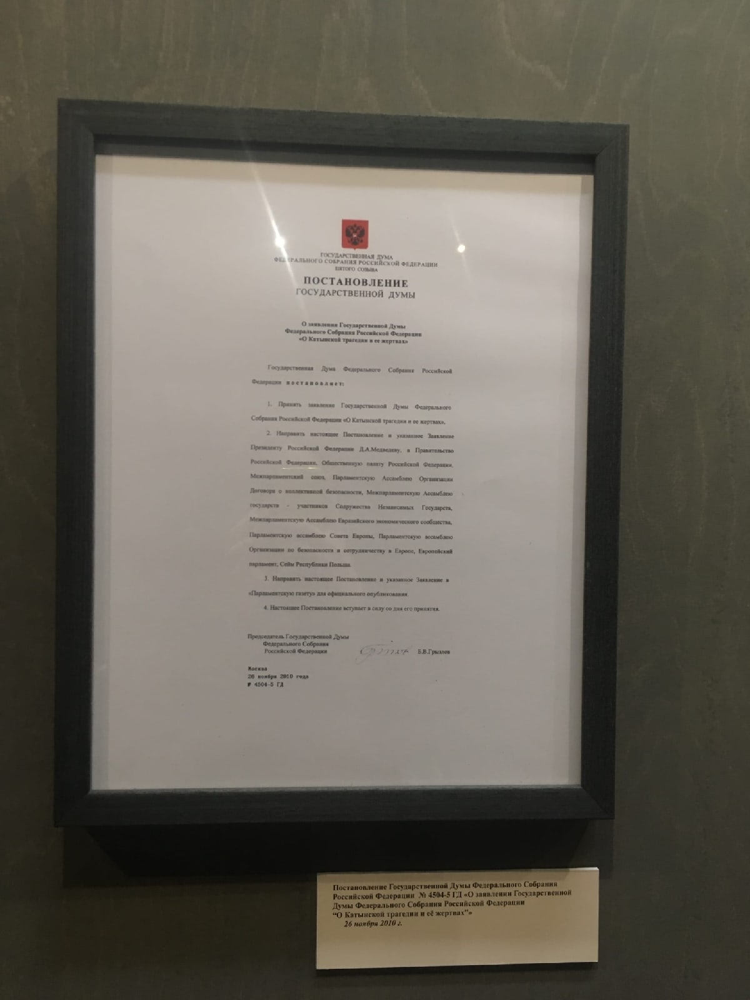 ГОСУДАРСТВЕННАЯ ДУМА
ФЕДЕРАЛЬНОГО СОБРАНИЯ РОССИЙСКОЙ ФЕДЕРАЦИИ
ПЯТОГО СОЗЫВА
ПОСТАНОВЛЕНИЕ
ГОСУДАРСТВЕННОЙ ДУМЫ
О заявлении Государственной Думы
Федерального Собрания Российской Федерации
«О Катынской трагедии и ее жертвах»
Государственная Дума Федерального Собрания Российской
Федерации постановляет:
1. Принять заявление Государственной Думы Федерального
Собрания Российской Федерации «О Катынской трагедии и ее жертвах».
2. Направить настоящее Постановление и указанное Заявление
Президенту Российской Федерации Д.А.Медведеву, в Правительство
Российской Федерации, Общественную палату Российской Федерации,
Межпарламентский союз, Парламентскую Ассамблею Организации
Договора о коллективной безопасности, Межпарламентскую Ассамблею
государств - участников Содружества Независимых Государств,
Межпарламентскую Ассамблею Евразийского экономического сообщества,
Парламентскую ассамблею Совета Европы, Парламентскую ассамблею
Организации по безопасности и сотрудничеству в Европе, Европейский
парламент, Сейм Республики Польша.
3. Направить настоящее Постановление и указанное Заявление в
«Парламентскую газету» для официального опубликования.
4. Настоящее Постановление вступает в силу со дня его принятия.
Председатель Государственной Думы
Федерального Собрания
Российской Федерации Б.В.Грызлов
Москва
26 ноября 2010 года
№ 4504-5 ГД
Постановление Государственной Думы Федерального Собрания
Российской Федерации № 4504-5 ГД «О заявлении Государственной
Думы Федерального Собрания Российской Федерации
"О Катынской трагедии и её жертвах"»
26 ноября 2010 г.